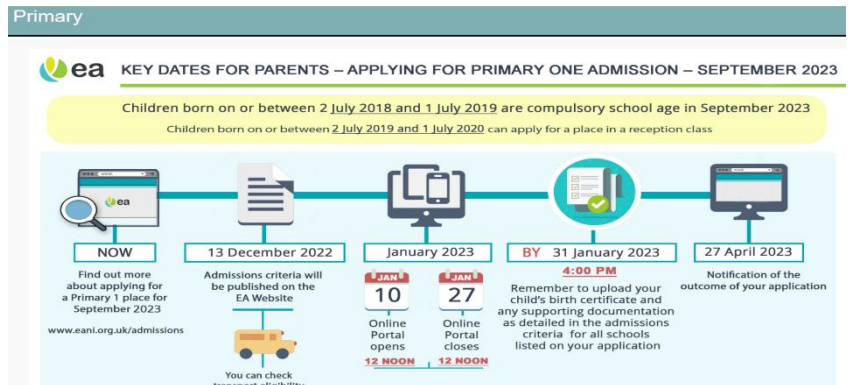 Primary
ea KEY DATES FOR PARENTS – APPLYING FOR PRIMARY ONE ADMISSION – SEPTEMBER 2023
Children born on or between 2 July 2018 and 1 July 2019 are compulsory school age in September 2023
Children born on or between 2 July 2019 and 1 July 2020 can apply for a place in a reception class
ea
NOW
Find out more
about applying for
a Primary 1 place for
September 2023
www.eani.org.uk/admissions
13 December 2022
Admissions criteria will
be published on the
EA Website
You can check
transport eligibility
January 2023
JAN
10
Online
Portal
opens
12 NOON
JAN
27
Online
Portal
closes
12 NOON
BY 31 January 2023
4:00 PM
Remember to upload your
child's birth certificate and
any supporting documentation
as detailed in the admissions
criteria for all schools
listed on your application
27 April 2023
Notification of the
outcome of your application